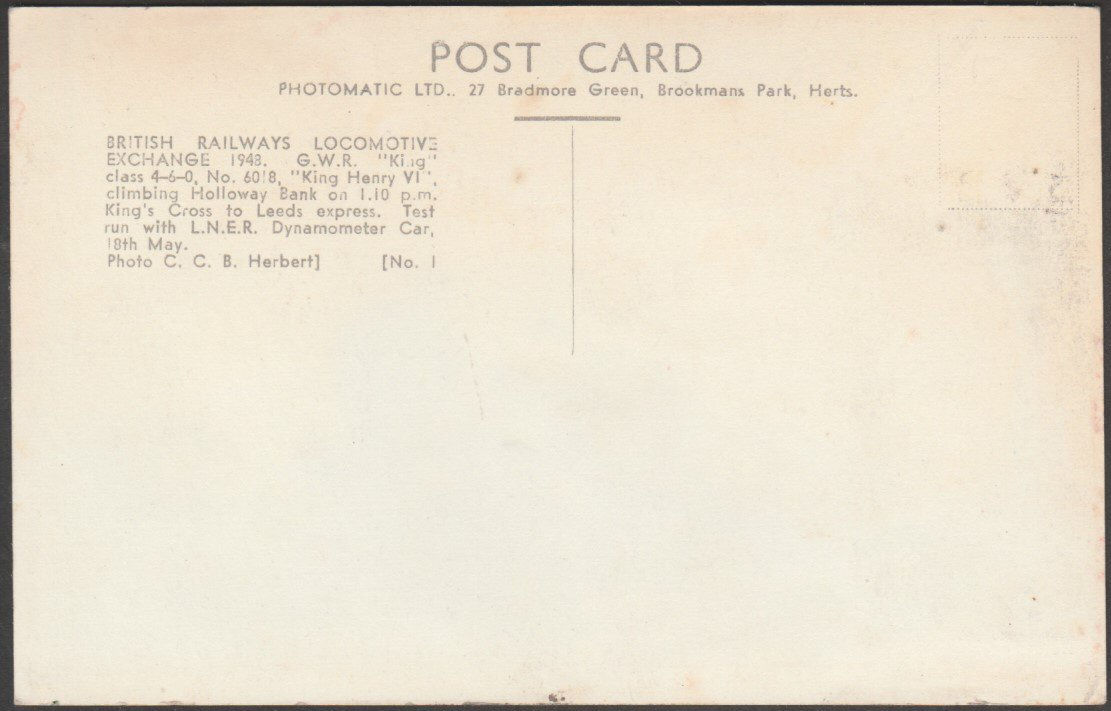 POST CARD
PHOTOMATIC LTD.. 27 Bradmore Green, Brookmans Park, Herts.
BRITISH RAILWAYS LOCOMOTIVE
EXCHANGE 1948. G.W.R. "King"
class 4-6-0, No. 6018, "King Henry VI",
climbing Holloway Bank on 1.10 p.m.
King's Cross to Leeds express. Test
run with L.N.E.R. Dynamometer Car,
18th May.
Photo C. C. B. Herbert] [No. 1